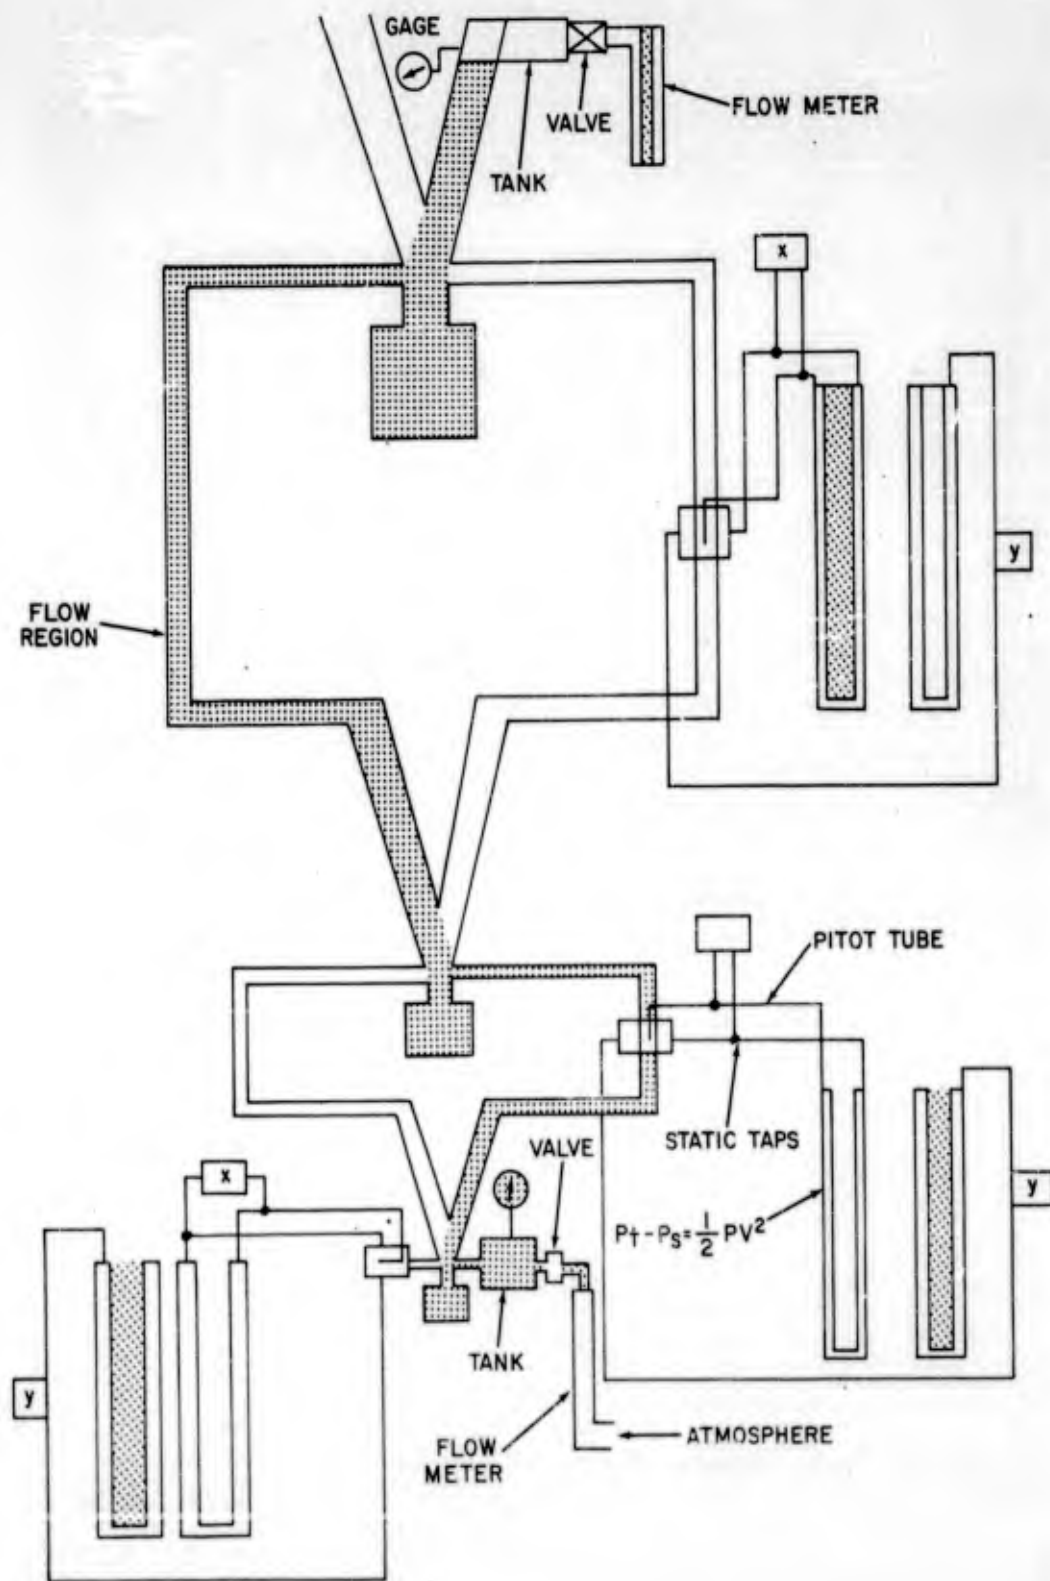 GAGE
FLOW METER
VALVE
TANK
x
y
FLOW
REGION
PITOT TUBE
STATIC TAPS
VALVE
x
y
Pt - Ps = 1/2 PV²
TANK
y
FLOW
METER
ATMOSPHERE